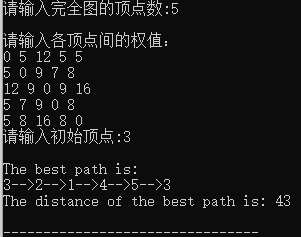 请输入完全图的顶点数:5
请输入各顶点间的权值:
0 5 12 5 5
5 0 9 7 8
12 9 0 9 16
5 7 9 0 8
5 8 16 8 0
请输入初始顶点:3
The best path is:
3-->2-->1-->4-->5-->3
The distance of the best path is: 43
--------------------------------